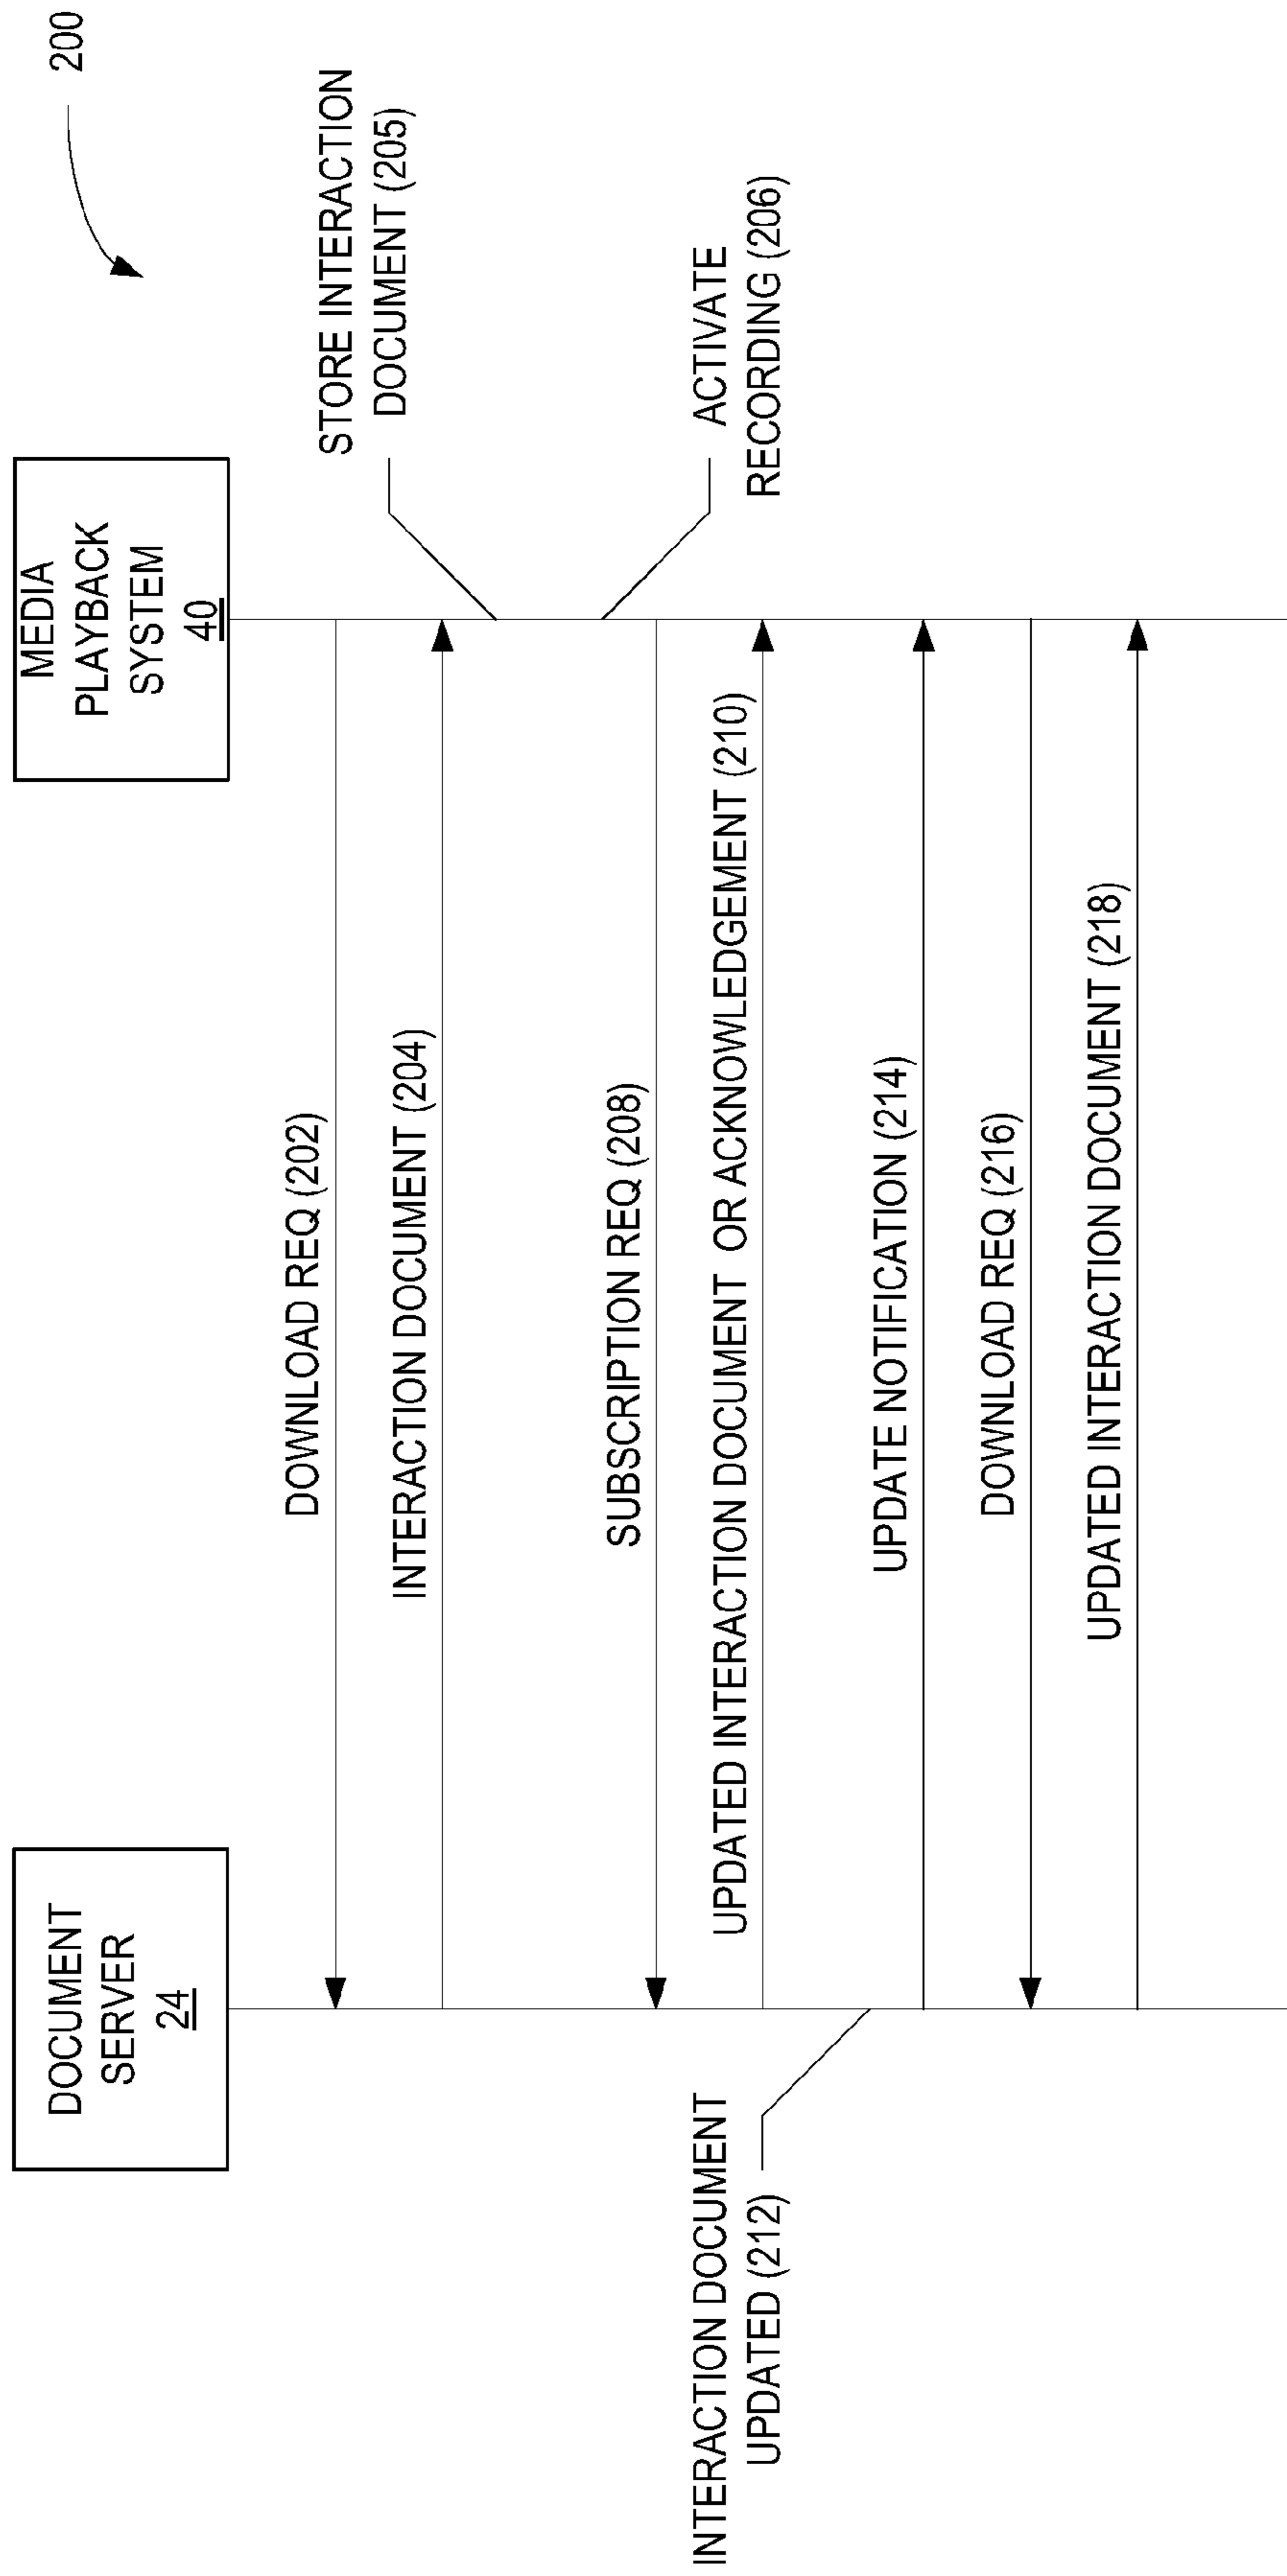 200
DOCUMENT
SERVER
24
MEDIA
PLAYBACK
SYSTEM
40
DOWNLOAD REQ (202)
INTERACTION DOCUMENT (204)
STORE INTERACTION
DOCUMENT (205)
ACTIVATE
RECORDING (206)
SUBSCRIPTION REQ (208)
UPDATED INTERACTION DOCUMENT OR ACKNOWLEDGEMENT (210)
INTERACTION DOCUMENT
UPDATED (212)
UPDATE NOTIFICATION (214)
DOWNLOAD REQ (216)
UPDATED INTERACTION DOCUMENT (218)